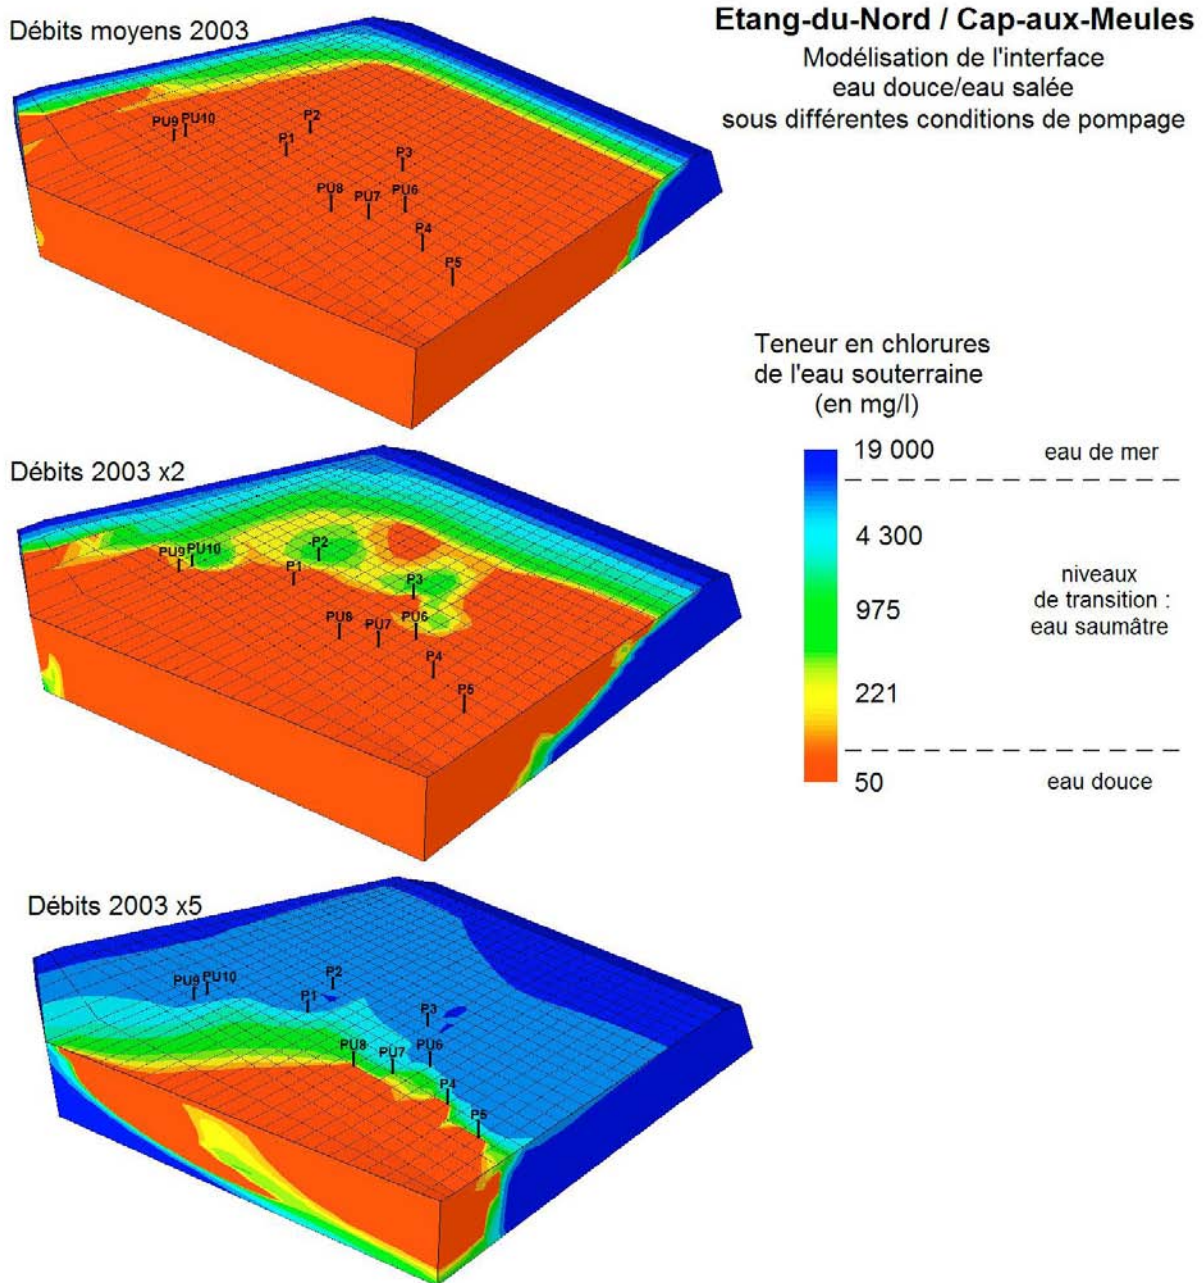 Etang-du-Nord / Cap-aux-Meules
Modélisation de l'interface
eau douce/eau salée
sous différentes conditions de pompage
Débits moyens 2003
PU9 PU10
P2
P1
P3
PU8
PU7
PU6
P4
P5
Teneur en chlorures
de l'eau souterraine
(en mg/l)
19 000
eau de mer
4 300
975
niveaux
de transition :
eau saumâtre
221
50
eau douce
Débits 2003 x2
PU9 PU10
P2
P1
P3
PU8
PU7
PU6
P4
P5
Débits 2003 x5
PU9 PU10
P2
P1
P3
PU8
PU7
PU6
P4
P5